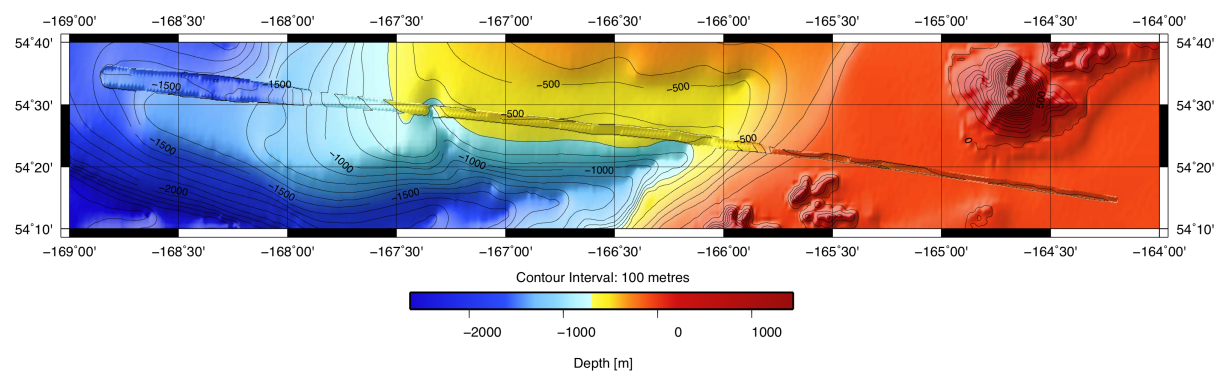 −169˚00' −168˚30' −168˚00' −167˚30' −167˚00' −166˚30' −166˚00' −165˚30' −165˚00' −164˚30' −164˚00'
54˚40' 54˚40'
−500 −500
−1500 −1500
54˚30' 500 54˚30'
−500
−500
−1500 −1000 −1000
54˚20' −1000 54˚20'
−2000 −1500 −1500
54˚10' 54˚10'
−169˚00' −168˚30' −168˚00' −167˚30' −167˚00' −166˚30' −166˚00' −165˚30' −165˚00' −164˚30' −164˚00'
Contour Interval: 100 metres
−2000 −1000 0 1000
Depth [m]